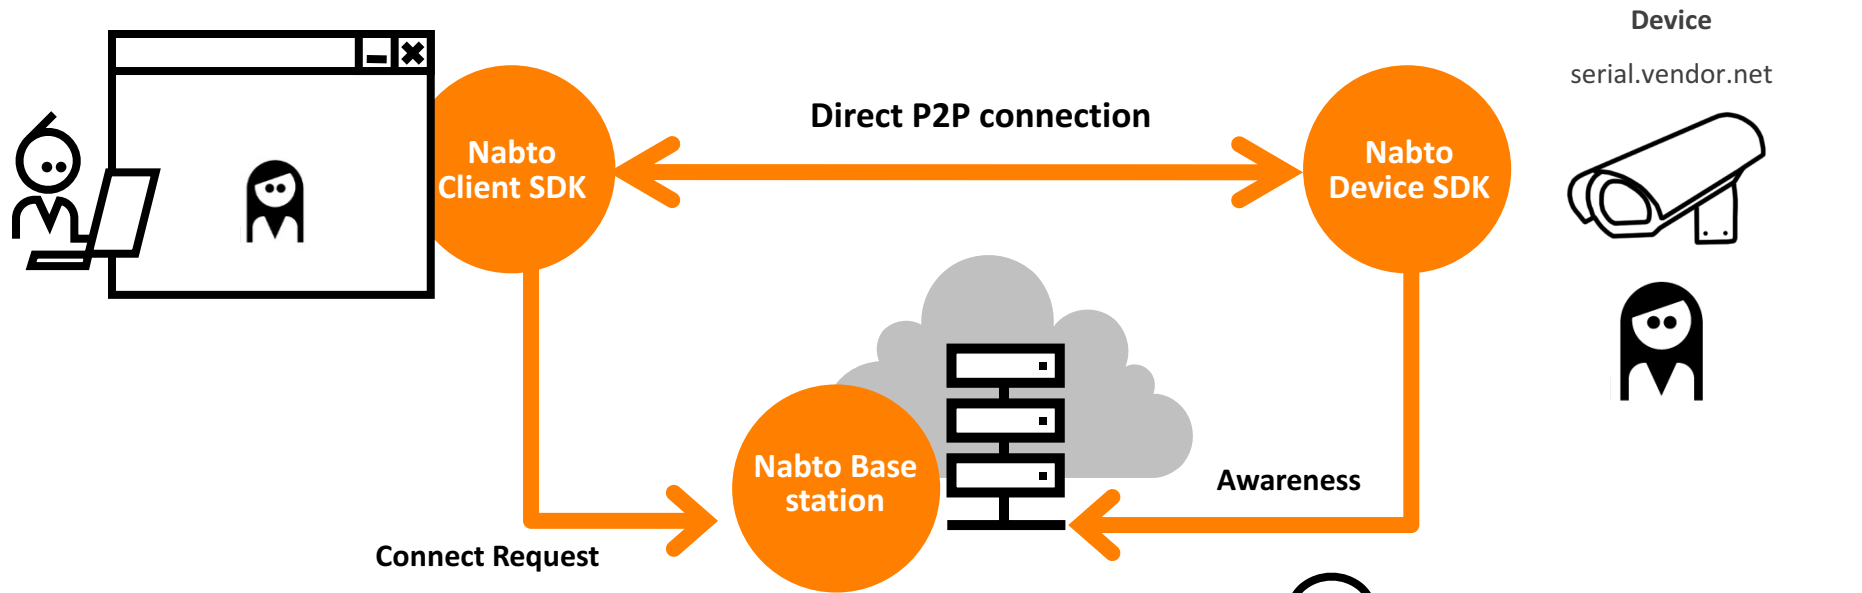 Device
serial.vendor.net
Direct P2P connection
Nabto
Client SDK
Nabto
Device SDK
Nabto Base
station
Awareness
Connect Request